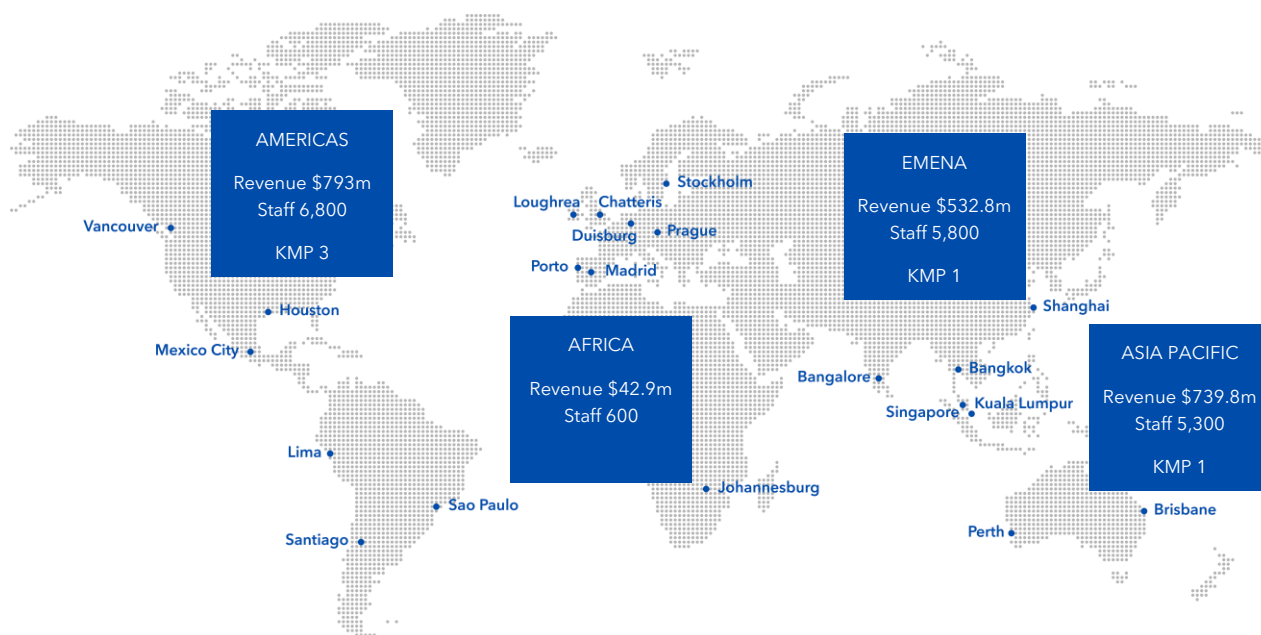 AMERICAS
Revenue $793m
Staff 6,800
KMP 3
EMENA
Revenue $532.8m
Staff 5,800
KMP 1
Stockholm
Loughrea
Chatteris
Vancouver
Duisburg
Prague
Porto
Madrid
Houston
Shanghai
AFRICA
Revenue $42.9m
Staff 600
ASIA PACIFIC
Revenue $739.8m
Staff 5,300
KMP 1
Mexico City
Bangalore
Bangkok
Kuala Lumpur
Singapore
Lima
Johannesburg
Sao Paulo
Brisbane
Santiago
Perth